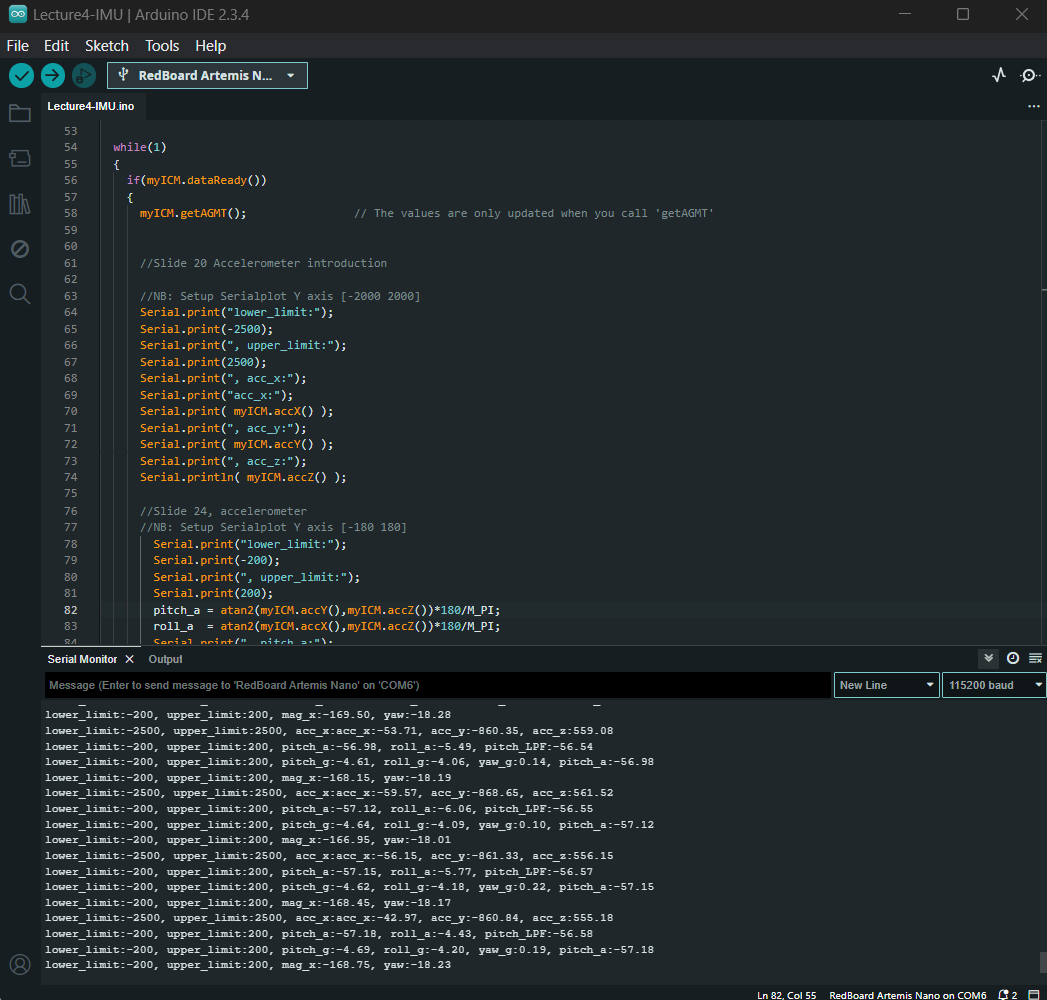 Lecture4-IMU | Arduino IDE 2.3.4
File Edit Sketch Tools Help
RedBoard Artemis N...
Lecture4-IMU.ino
53
54 while(1)
55 {
56 if(myICM.dataReady())
57 {
58 myICM.getAGMT(); // The values are only updated when you call 'getAGMT'
59
60
61 //Slide 20 Accelerometer introduction
62
63 //NB: Setup Serialplot Y axis [-2000 2000]
64 Serial.print("lower_limit:");
65 Serial.print(-2500);
66 Serial.print(", upper_limit:");
67 Serial.print(2500);
68 Serial.print(", acc_x:");
69 Serial.print("acc_x:");
70 Serial.print( myICM.accX() );
71 Serial.print(", acc_y:");
72 Serial.print( myICM.accY() );
73 Serial.print(", acc_z:");
74 Serial.println( myICM.accZ() );
75
76 //Slide 24, accelerometer
77 //NB: Setup Serialplot Y axis [-180 180]
78 Serial.print("lower_limit:");
79 Serial.print(-200);
80 Serial.print(", upper_limit:");
81 Serial.print(200);
82 pitch_a = atan2(myICM.accY(),myICM.accZ())*180/M_PI;
83 roll_a  = atan2(myICM.accX(),myICM.accZ())*180/M_PI;
84 Serial.print(", pitch_a:");
Serial Monitor Output
Message (Enter to send message to 'RedBoard Artemis Nano' on 'COM6')
New Line
115200 baud
lower_limit:-200, upper_limit:200, mag_x:-169.50, yaw:-18.28
lower_limit:-2500, upper_limit:2500, acc_x:acc_x:-53.71, acc_y:-860.35, acc_z:559.08
lower_limit:-200, upper_limit:200, pitch_a:-56.98, roll_a:-5.49, pitch_LPF:-56.54
lower_limit:-200, upper_limit:200, pitch_g:-4.61, roll_g:-4.06, yaw_g:0.14, pitch_a:-56.98
lower_limit:-200, upper_limit:200, mag_x:-168.15, yaw:-18.19
lower_limit:-2500, upper_limit:2500, acc_x:acc_x:-59.57, acc_y:-868.65, acc_z:561.52
lower_limit:-200, upper_limit:200, pitch_a:-57.12, roll_a:-6.06, pitch_LPF:-56.55
lower_limit:-200, upper_limit:200, pitch_g:-4.64, roll_g:-4.09, yaw_g:0.10, pitch_a:-57.12
lower_limit:-200, upper_limit:200, mag_x:-166.95, yaw:-18.01
lower_limit:-2500, upper_limit:2500, acc_x:acc_x:-56.15, acc_y:-861.33, acc_z:556.15
lower_limit:-200, upper_limit:200, pitch_a:-57.15, roll_a:-5.77, pitch_LPF:-56.57
lower_limit:-200, upper_limit:200, pitch_g:-4.62, roll_g:-4.18, yaw_g:0.22, pitch_a:-57.15
lower_limit:-200, upper_limit:200, mag_x:-168.45, yaw:-18.17
lower_limit:-2500, upper_limit:2500, acc_x:acc_x:-42.97, acc_y:-860.84, acc_z:555.18
lower_limit:-200, upper_limit:200, pitch_a:-57.18, roll_a:-4.43, pitch_LPF:-56.58
lower_limit:-200, upper_limit:200, pitch_g:-4.69, roll_g:-4.20, yaw_g:0.19, pitch_a:-57.18
lower_limit:-200, upper_limit:200, mag_x:-168.75, yaw:-18.23
Ln 82, Col 55 RedBoard Artemis Nano on COM6 2